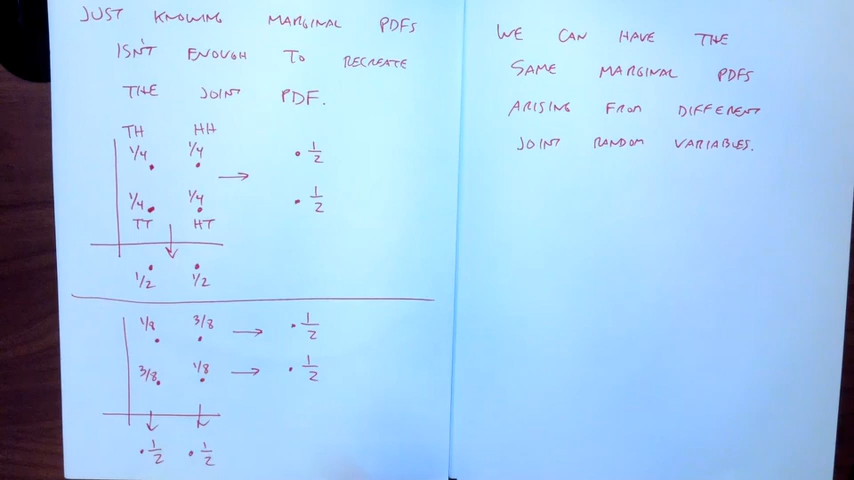 JUST KNOWING MARGINAL PDFS
ISN'T ENOUGH TO RECREATE
THE JOINT PDF.
TH HH
1/4 1/4 → • 1/2
1/4 1/4 • 1/2
TT HT
1/2 1/2
1/8 3/8 → • 1/2
3/8 1/8 → • 1/2
• 1/2 • 1/2
WE CAN HAVE THE
SAME MARGINAL PDFS
ARISING FROM DIFFERENT
JOINT RANDOM VARIABLES.